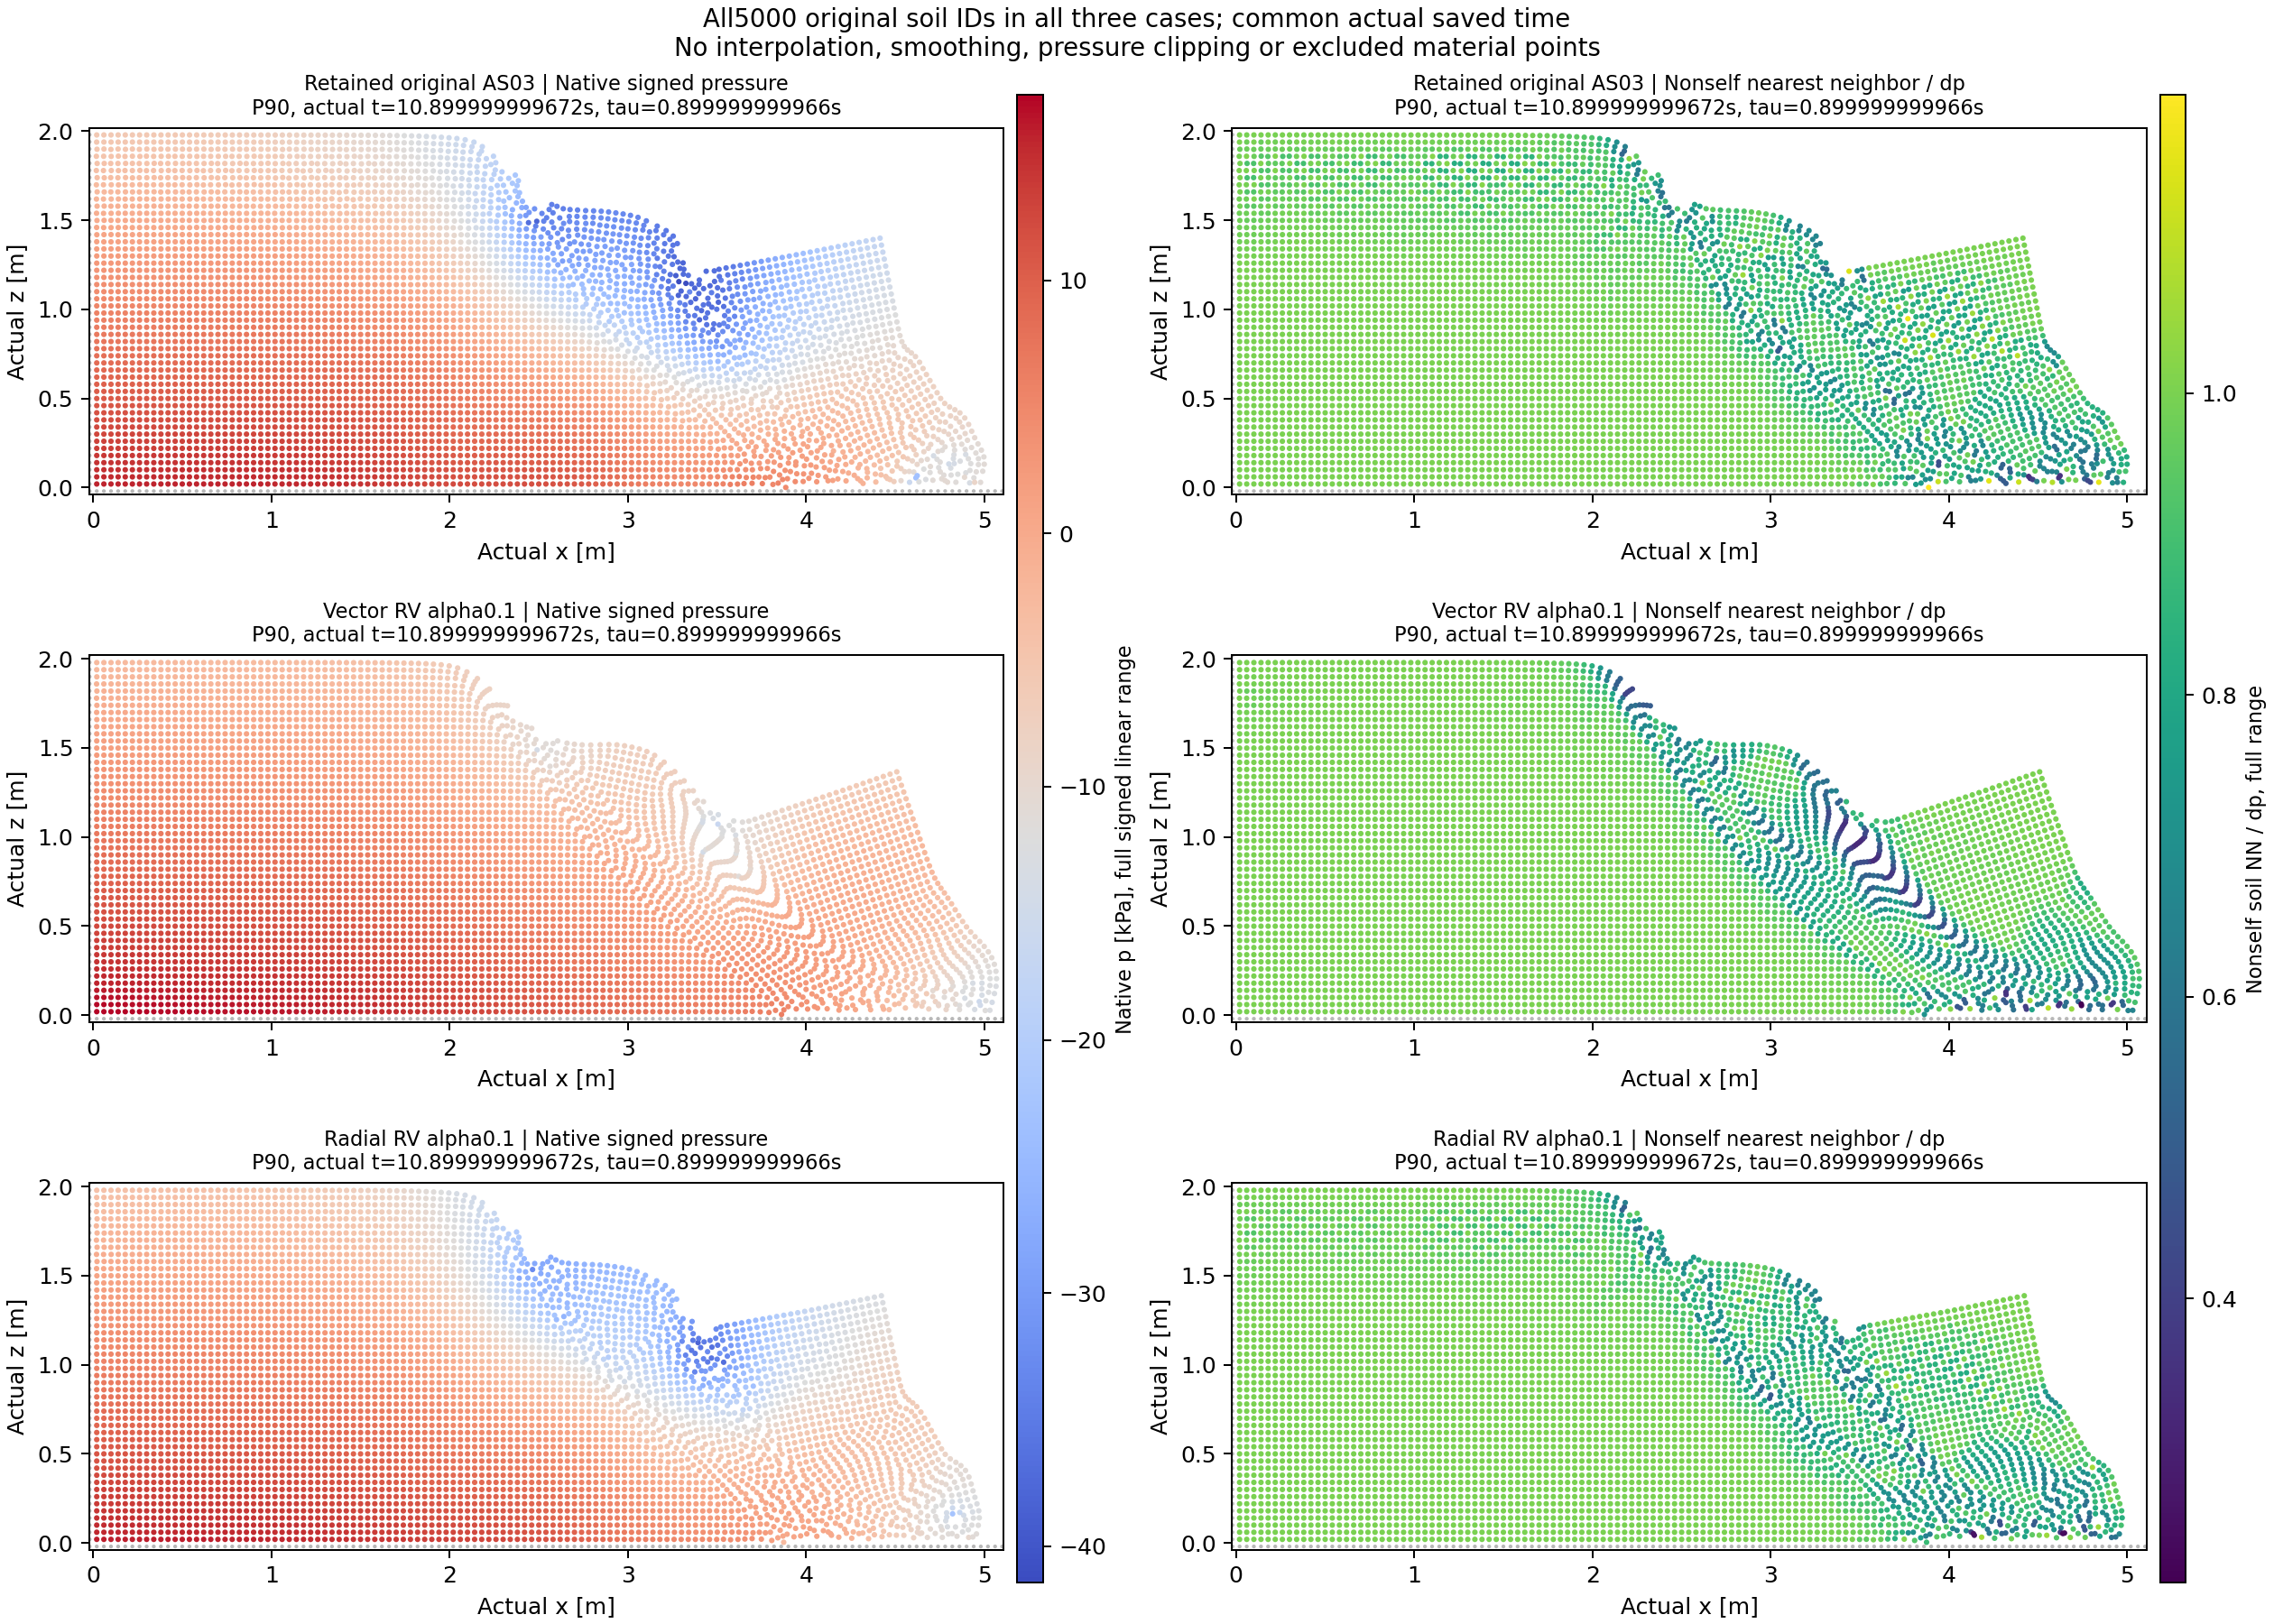 All5000 original soil IDs in all three cases; common actual saved time
No interpolation, smoothing, pressure clipping or excluded material points
Retained original AS03 | Native signed pressure
P90, actual t=10.899999999672s, tau=0.899999999966s
2.0
1.5
1.0
0.5
0.0
Actual z [m]
0
1
2
3
4
5
Actual x [m]
Retained original AS03 | Nonself nearest neighbor / dp
P90, actual t=10.899999999672s, tau=0.899999999966s
2.0
1.5
1.0
0.5
0.0
Actual z [m]
0
1
2
3
4
5
Actual x [m]
Vector RV alpha0.1 | Native signed pressure
P90, actual t=10.899999999672s, tau=0.899999999966s
2.0
1.5
1.0
0.5
0.0
Actual z [m]
0
1
2
3
4
5
Actual x [m]
Vector RV alpha0.1 | Nonself nearest neighbor / dp
P90, actual t=10.899999999672s, tau=0.899999999966s
2.0
1.5
1.0
0.5
0.0
Actual z [m]
0
1
2
3
4
5
Actual x [m]
Radial RV alpha0.1 | Native signed pressure
P90, actual t=10.899999999672s, tau=0.899999999966s
2.0
1.5
1.0
0.5
0.0
Actual z [m]
0
1
2
3
4
5
Actual x [m]
Radial RV alpha0.1 | Nonself nearest neighbor / dp
P90, actual t=10.899999999672s, tau=0.899999999966s
2.0
1.5
1.0
0.5
0.0
Actual z [m]
0
1
2
3
4
5
Actual x [m]
10
0
−10
−20
−30
−40
Native p [kPa], full signed linear range
1.0
0.8
0.6
0.4
Nonself soil NN / dp, full range